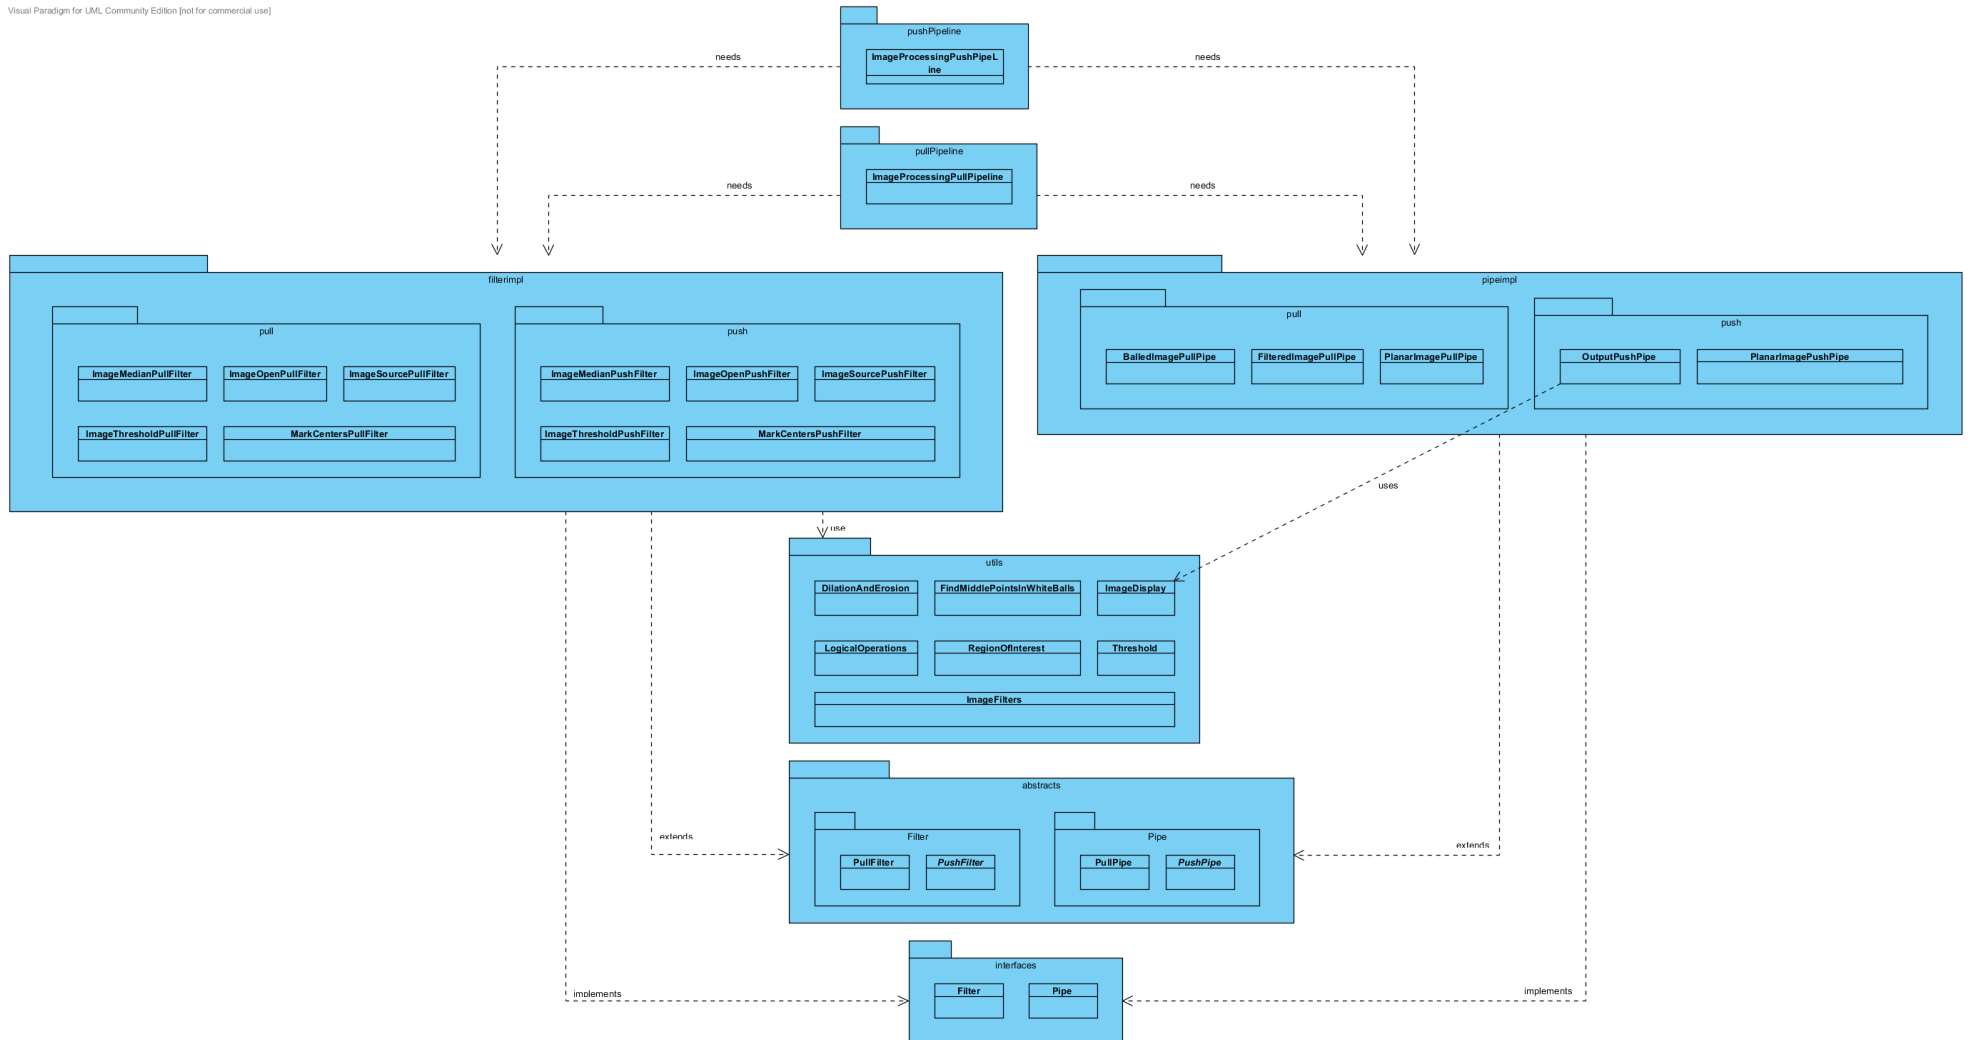 Visual Paradigm for UML Community Edition [not for commercial use]
pushPipeline
ImageProcessingPushPipeL
ine
needs
needs
pullPipeline
ImageProcessingPullPipeline
needs
needs
filterimpl
pull
ImageMedianPullFilter
ImageOpenPullFilter
ImageSourcePullFilter
ImageThresholdPullFilter
MarkCentersPullFilter
push
ImageMedianPushFilter
ImageOpenPushFilter
ImageSourcePushFilter
ImageThresholdPushFilter
MarkCentersPushFilter
pipeimpl
pull
BalledImagePullPipe
FilteredImagePullPipe
PlanarImagePullPipe
push
OutputPushPipe
PlanarImagePushPipe
uses
use
utils
DilationAndErosion
FindMiddlePointsInWhiteBalls
ImageDisplay
LogicalOperations
RegionOfInterest
Threshold
ImageFilters
abstracts
extends
extends
Filter
PullFilter
PushFilter
Pipe
PullPipe
PushPipe
interfaces
implements
implements
Filter
Pipe